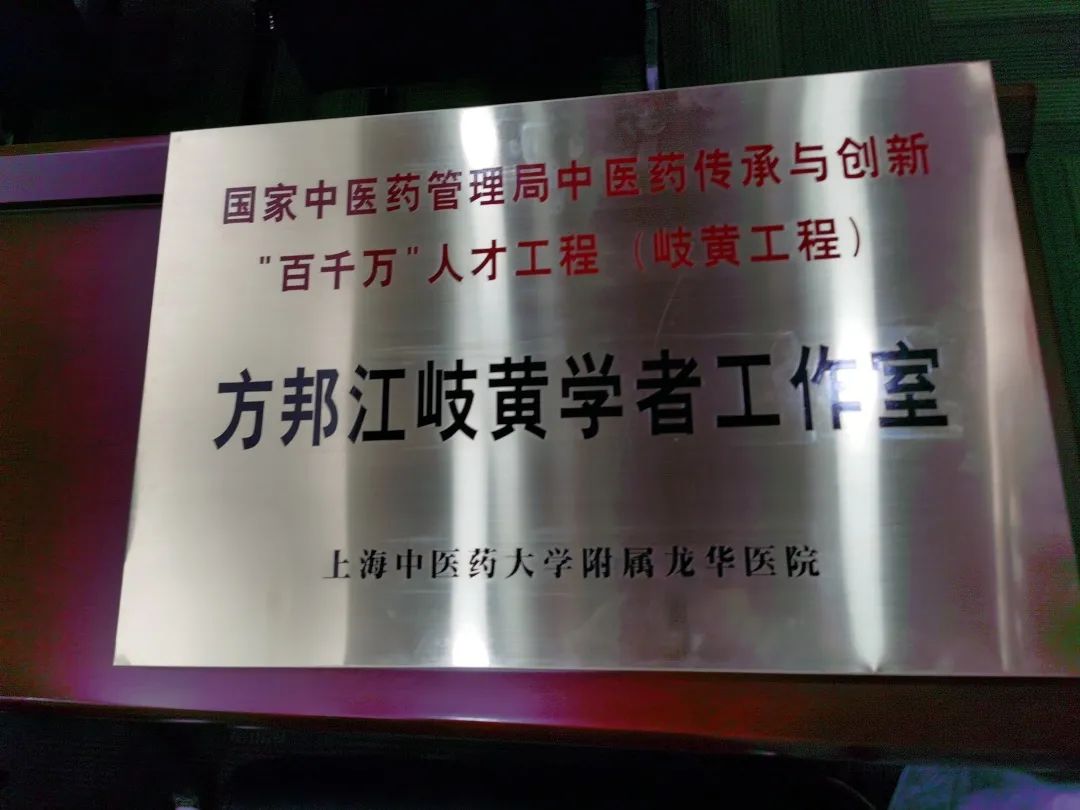 国家中医药管理局中医药传承与创新
"百千万"人才工程（岐黄工程）
方邦江岐黄学者工作室
上海中医药大学附属龙华医院